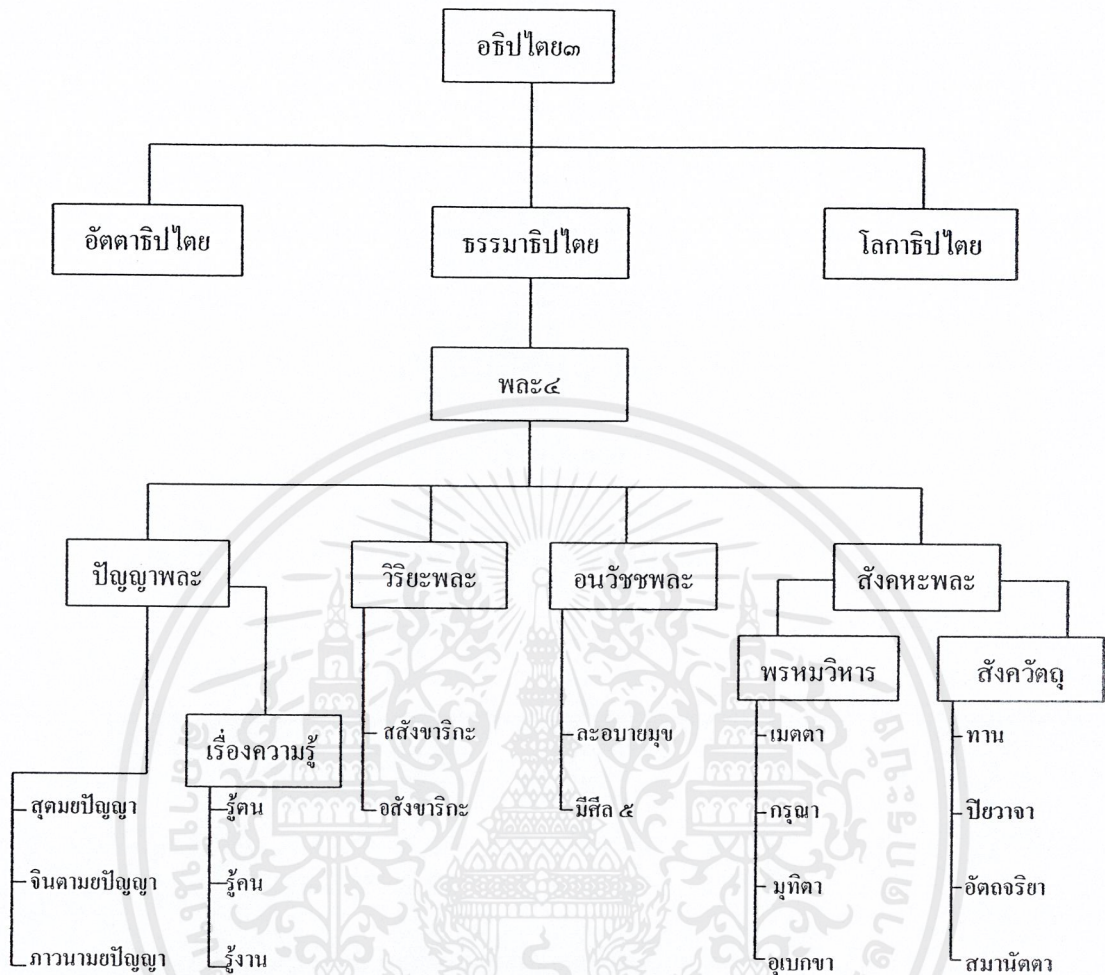 อธิปไตย๓
อัตตาธิปไตย ธรรมาธิปไตย โลกาธิปไตย
พละ๔
ปัญญาพละ วิริยะพละ อนวัชชพละ สังคหะพละ
พรหมวิหาร สังควัตถุ
เรื่องความรู้ สสังขาริกะ ละอบายมุข เมตตา ทาน
สุตมยปัญญา รู้ตน อสังขาริกะ มีศีล ๕ กรุณา ปิยวาจา
จินตามยปัญญา รู้คน มุทิตา อัตถจริยา
ภาวนามยปัญญา รู้งาน อุเบกขา สมานัตตา